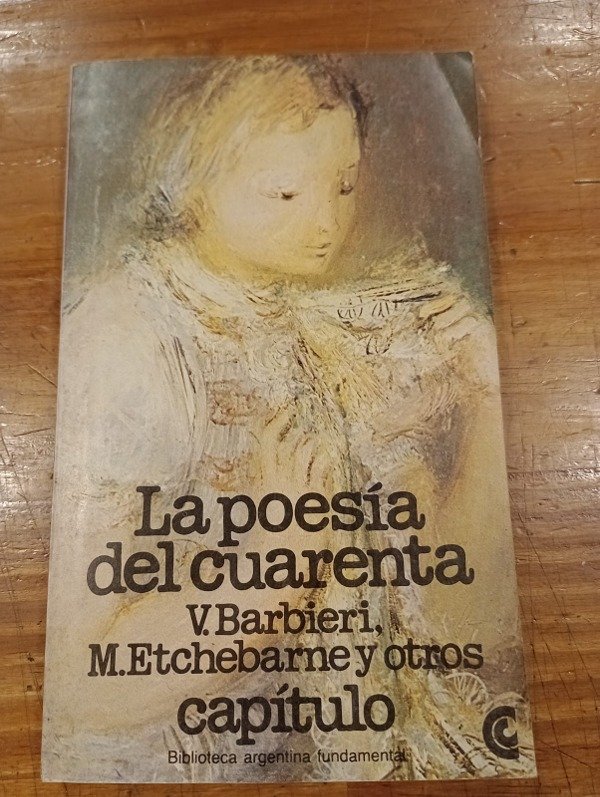 La poesía
del cuarenta
V. Barbieri,
M. Etchebarne y otros
capítulo
Biblioteca argentina fundamental